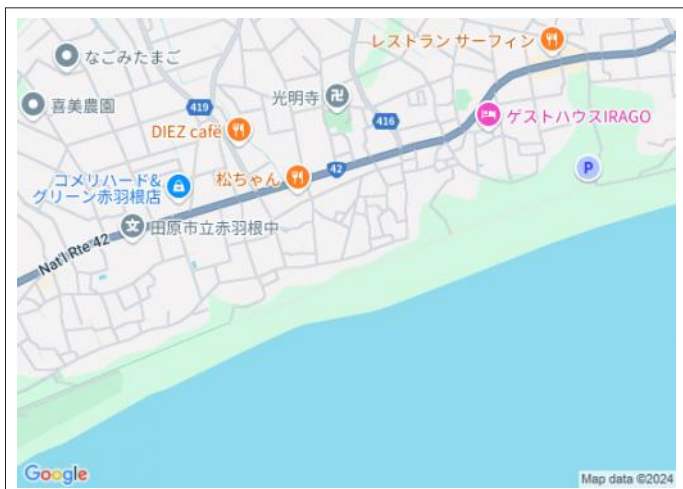 なごみたまご
レストラン サーフィン
喜美農園
419
光明寺
416
ゲストハウスIRAGO
DIEZ cafë
P
コメリハード&
グリーン赤羽根店
松ちゃん
42
田原市立赤羽根中
Nat'l Rte 42
Google
Map data ©2024